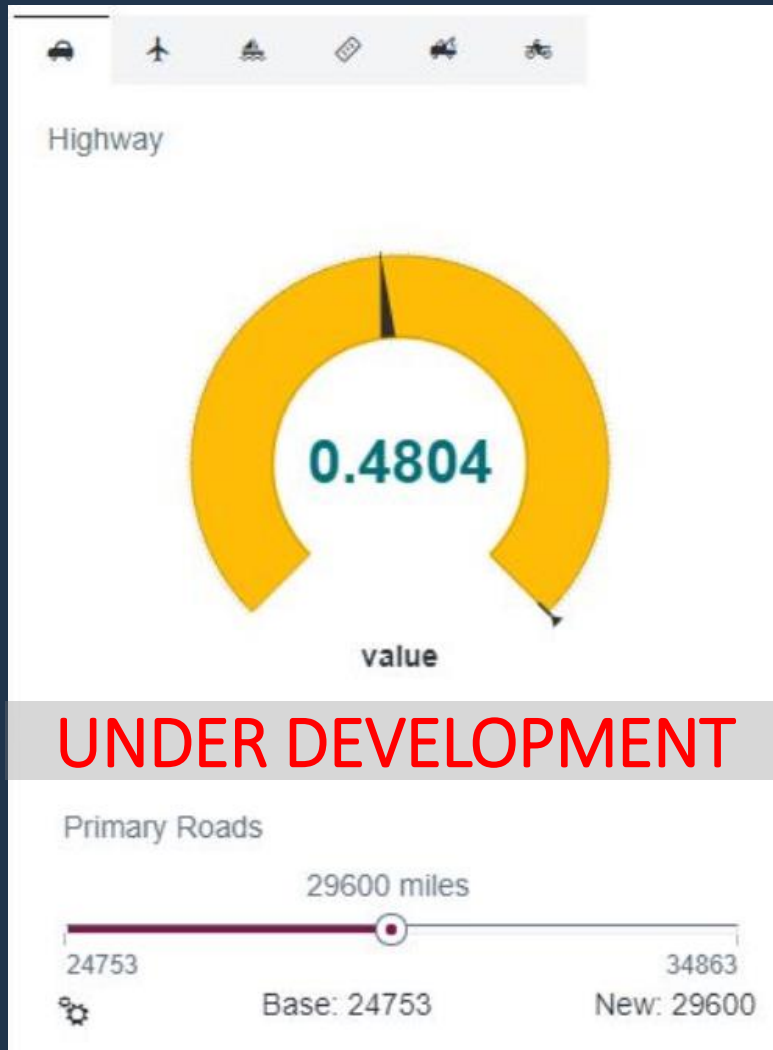 Highway
0.4804
value
UNDER DEVELOPMENT
Primary Roads
29600 miles
24753 34863
Base: 24753 New: 29600